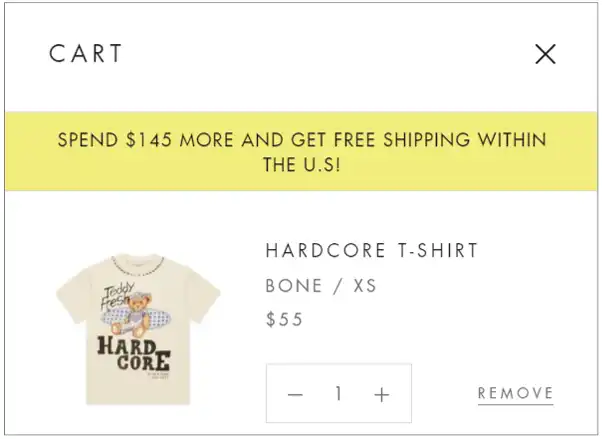 CART
SPEND $145 MORE AND GET FREE SHIPPING WITHIN
THE U.S!
HARDCORE T-SHIRT
BONE / XS
$55
Teddy
Fresh
HARD
CORE
− 1 +
REMOVE